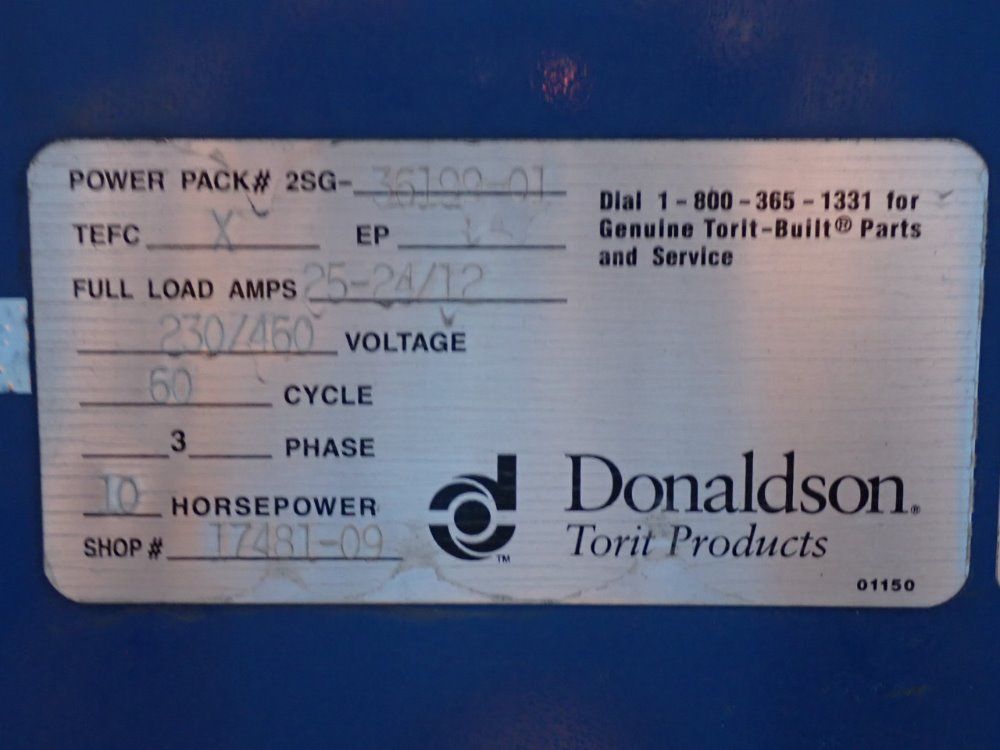 POWER PACK# 2SG- 36199-01
TEFC X EP
FULL LOAD AMPS 25-24/12
230/460 VOLTAGE
60 CYCLE
3 PHASE
10 HORSEPOWER
SHOP # 17481-09
Dial 1-800-365-1331 for
Genuine Torit-Built® Parts
and Service
d
TM
Donaldson®
Torit Products
01150